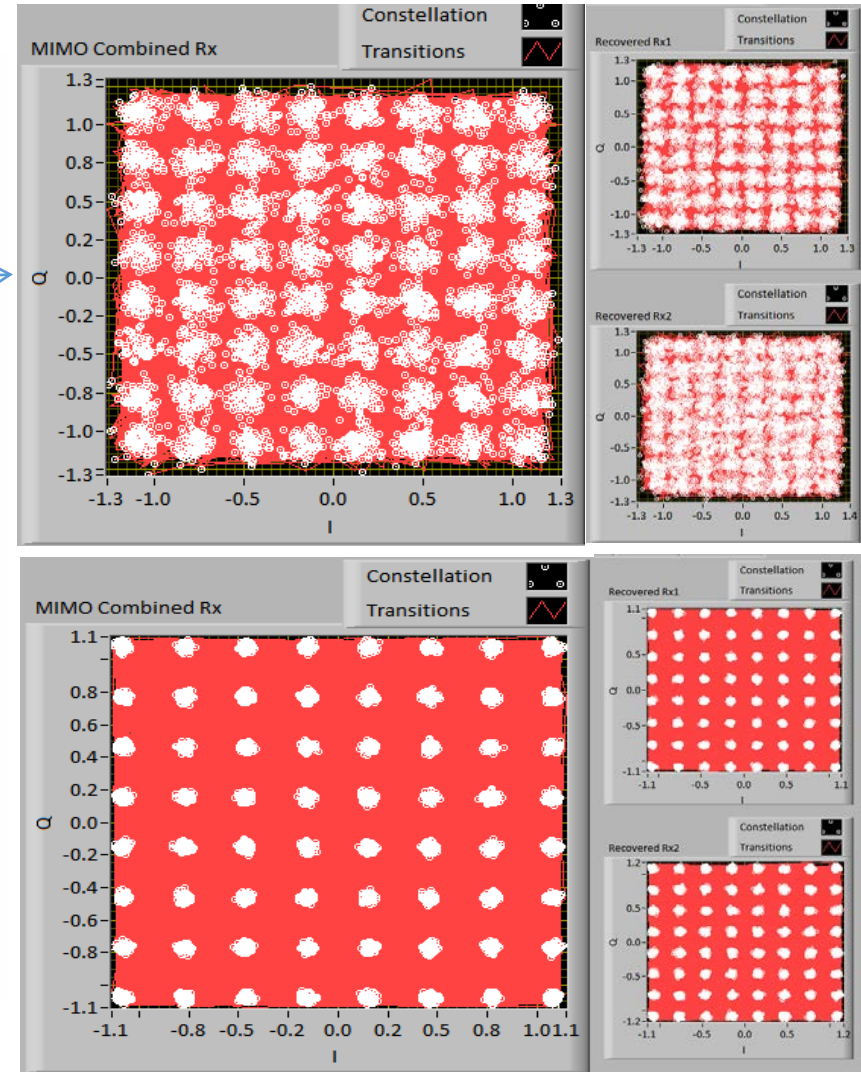 Constellation
MIMO Combined Rx
Transitions
1.3
1.0
0.8
0.5
0.2
0.0
-0.2
-0.5
-0.8
-1.0
-1.3
Q
-1.3 -1.0 -0.5 0.0 0.5 1.0 1.3
I
Constellation
Recovered Rx1
Transitions
1.3
1.0
0.5
0.0
-0.5
-1.0
-1.3
Q
-1.3 -1.0 -0.5 0.0 0.5 1.0 1.3
I
Constellation
Recovered Rx2
Transitions
1.3
1.0
0.5
0.0
-0.5
-1.0
-1.3
Q
-1.3 -1.0 -0.5 0.0 0.5 1.0 1.4
I
Constellation
MIMO Combined Rx
Transitions
1.1
0.8
0.6
0.4
0.2
0.0
-0.2
-0.4
-0.6
-0.8
-1.1
Q
-1.1 -0.8 -0.5 -0.2 0.0 0.2 0.5 0.8 1.01.1
I
Constellation
Recovered Rx1
Transitions
1.1
0.5
0.0
-0.5
-1.1
Q
-1.1 -0.5 0.0 0.5 1.1
I
Constellation
Recovered Rx2
Transitions
1.2
0.5
0.0
-0.5
-1.2
Q
-1.1 -0.5 0.0 0.5 1.2
I